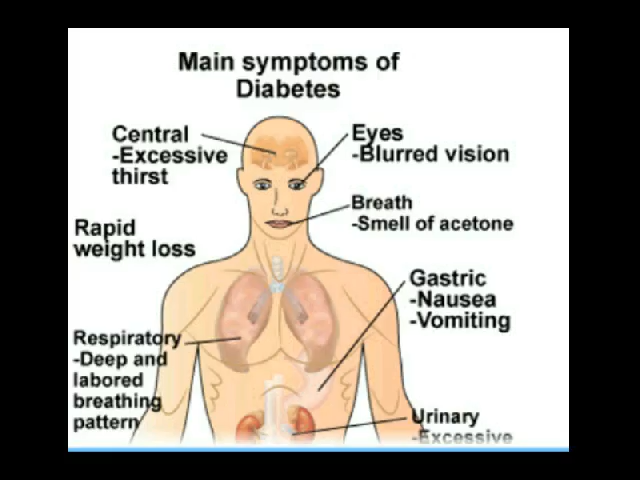 Main symptoms of
Diabetes
Central
-Excessive
thirst
Eyes
-Blurred vision
Breath
-Smell of acetone
Rapid
weight loss
Gastric
-Nausea
-Vomiting
Respiratory
-Deep and
labored
breathing
pattern
Urinary
-Excessive